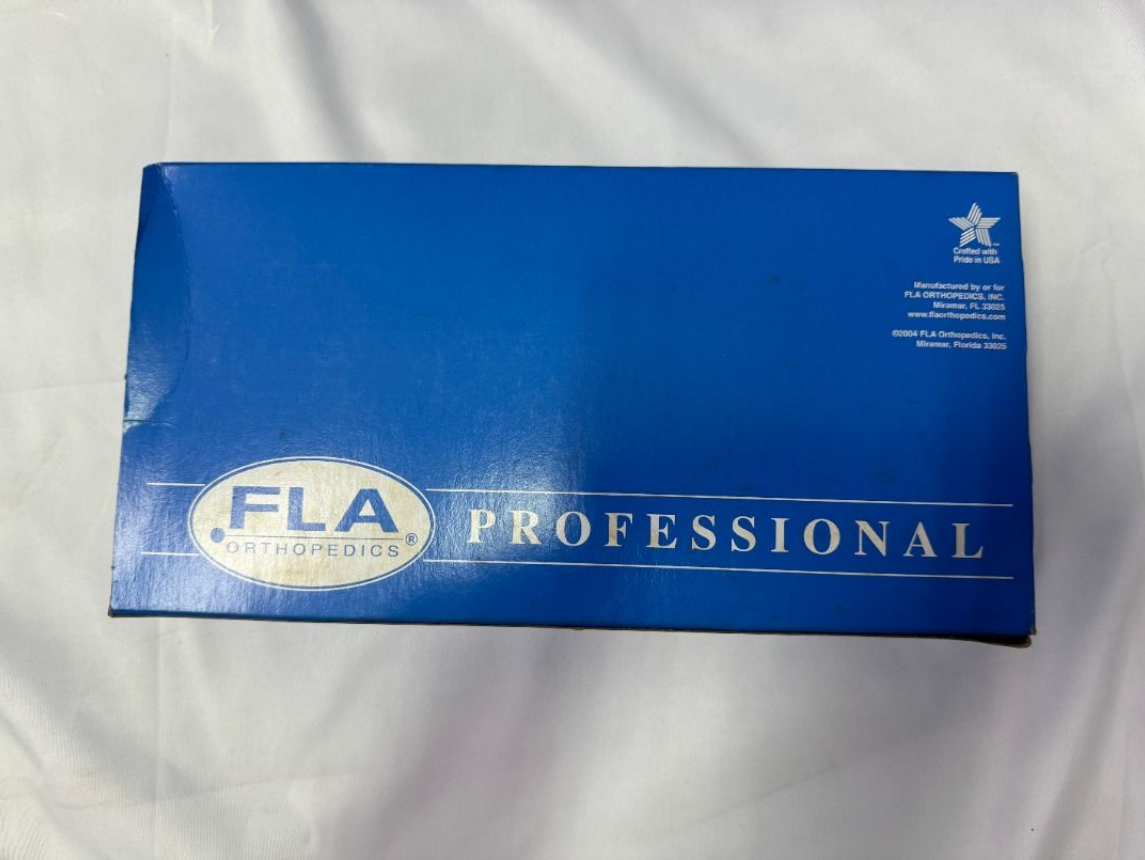 Crafted with
Pride in USA
Manufactured by or for
FLA ORTHOPEDICS, INC.
Miramar, FL 33025
www.flaorthopedics.com
©2004 FLA Orthopedics, Inc.
Miramar, Florida 33025
FLA
ORTHOPEDICS®
PROFESSIONAL